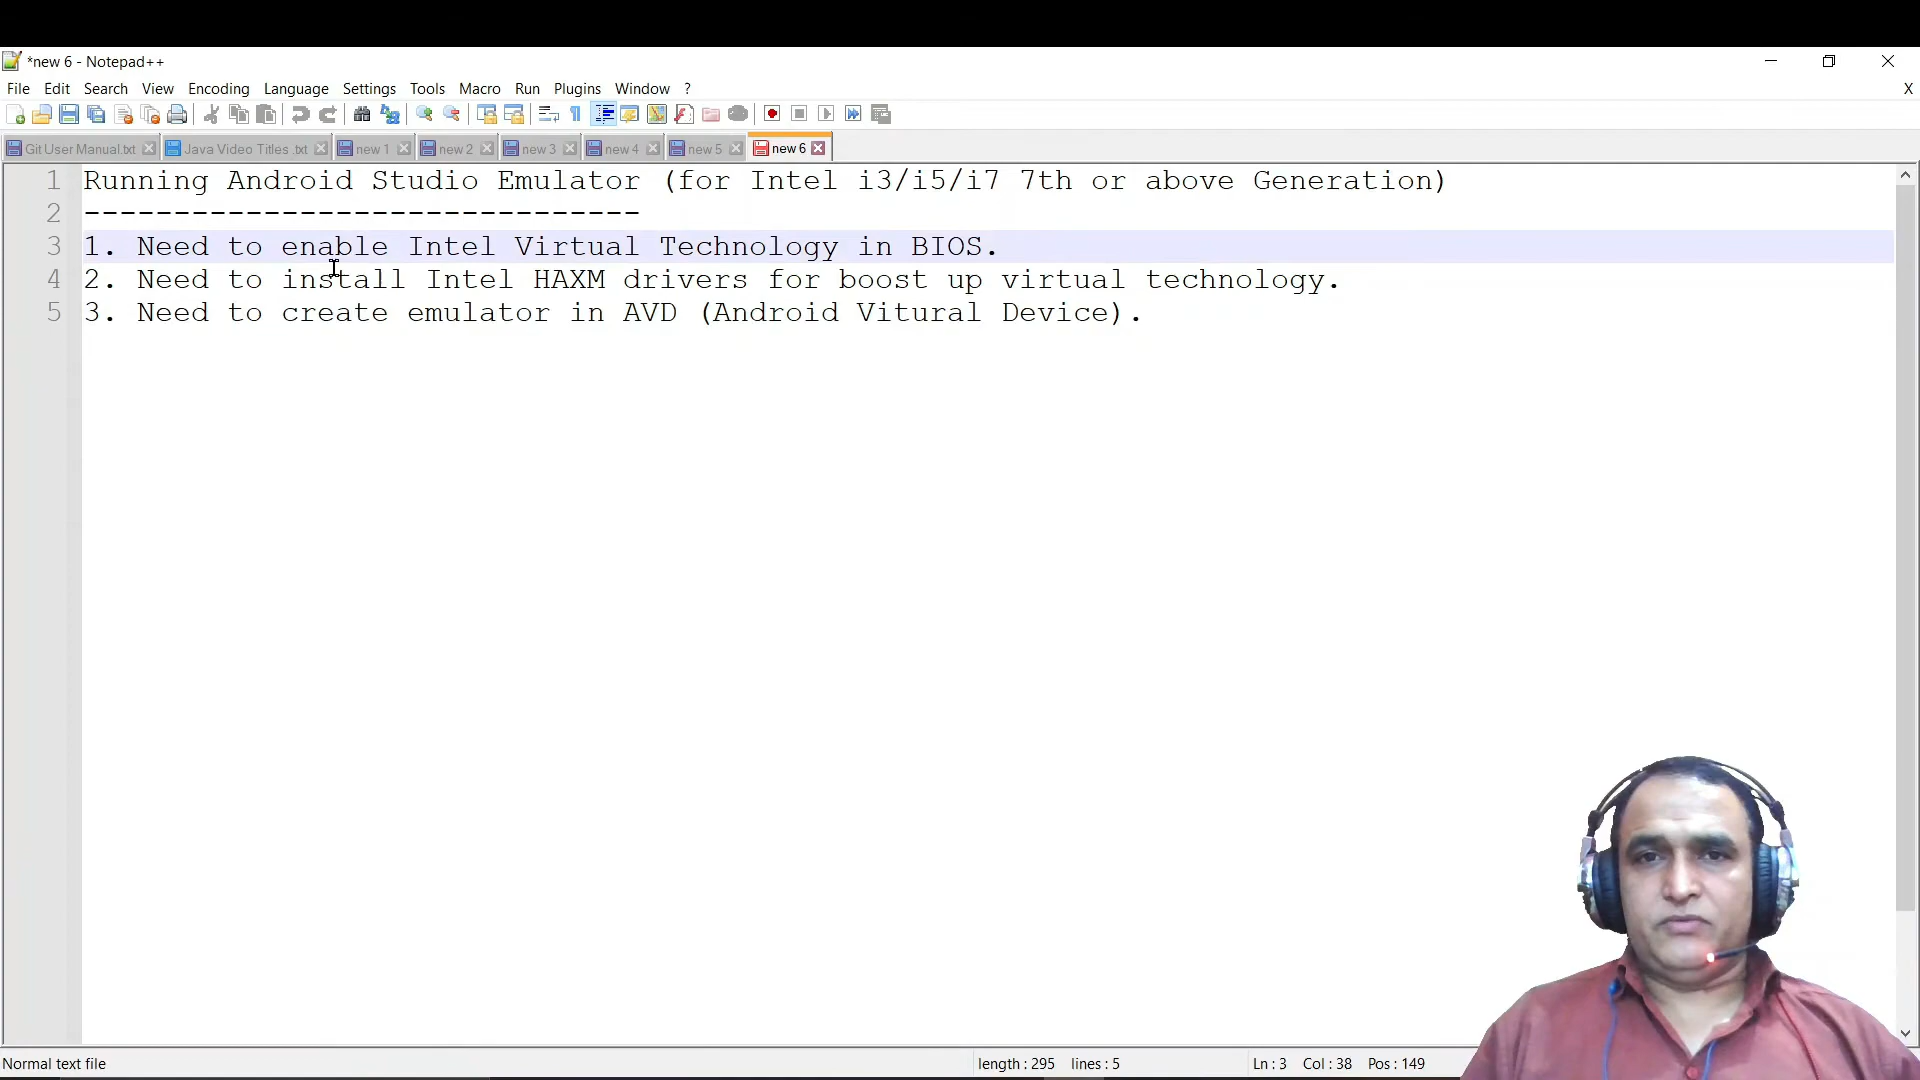 *new 6 - Notepad++
File Edit Search View Encoding Language Settings Tools Macro Run Plugins Window ? X
Git User Manual.txt Java Video Titles .txt new 1 new 2 new 3 new 4 new 5 new 6
1 Running Android Studio Emulator (for Intel i3/i5/i7 7th or above Generation)
2 -------------------------------
3 1. Need to enable Intel Virtual Technology in BIOS.
4 2. Need to install Intel HAXM drivers for boost up virtual technology.
5 3. Need to create emulator in AVD (Android Vitural Device).
Normal text file length : 295 lines : 5 Ln : 3 Col : 38 Pos : 149